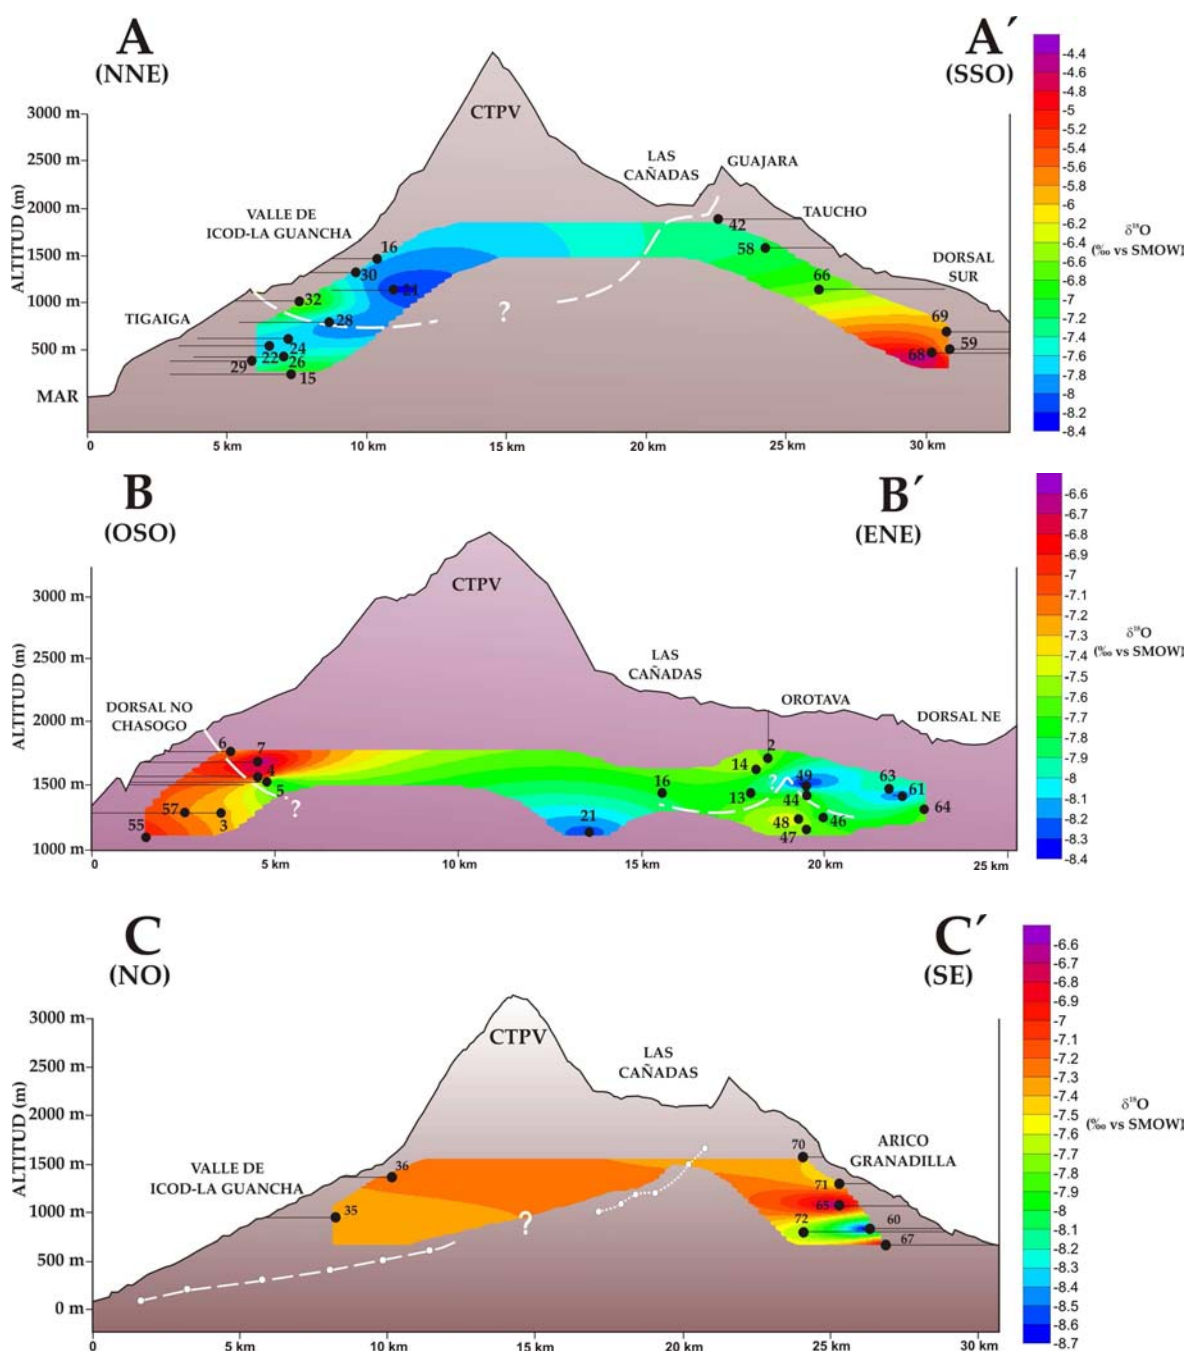 A
(NNE)
A´
(SSO)
ALTITUD (m)
3000 m
2500 m
2000 m
1500 m
1000 m
500 m
MAR
CTPV
LAS
CAÑADAS
GUAJARA
TAUCHO
VALLE DE
ICOD-LA GUANCHA
DORSAL
SUR
TIGAIGA
42
16
58
30
66
21
32
28
69
24
59
22
26
68
29
15
?
0
5 km
10 km
15 km
20 km
25 km
30 km
-4.4
-4.6
-4.8
-5
-5.2
-5.4
-5.6
-5.8
-6
-6.2
-6.4
-6.6
-6.8
-7
-7.2
-7.4
-7.6
-7.8
-8
-8.2
-8.4
δ¹⁸O
(‰ vs SMOW)
B
(OSO)
B´
(ENE)
ALTITUD (m)
3000 m
2500 m
2000 m
1500 m
1000 m
CTPV
LAS
CAÑADAS
OROTAVA
DORSAL NO
CHASOGO
DORSAL NE
6
7
4
5
57
3
55
?
2
14
16
13
?
49
63
61
44
64
21
48
46
47
0
5 km
10 km
15 km
20 km
25 km
-6.6
-6.7
-6.8
-6.9
-7
-7.1
-7.2
-7.3
-7.4
-7.5
-7.6
-7.7
-7.8
-7.9
-8
-8.1
-8.2
-8.3
-8.4
δ¹⁸O
(‰ vs SMOW)
C
(NO)
C´
(SE)
ALTITUD (m)
3000 m
2500 m
2000 m
1500 m
1000 m
500 m
0 m
CTPV
LAS
CAÑADAS
ARICO
GRANADILLA
VALLE DE
ICOD-LA GUANCHA
36
35
?
70
71
65
60
72
67
0
5 km
10 km
15 km
20 km
25 km
30 km
-6.6
-6.8
-6.9
-7
-7.1
-7.2
-7.3
-7.4
-7.5
-7.6
-7.7
-7.8
-7.9
-8
-8.1
-8.2
-8.3
-8.4
-8.5
-8.6
-8.7
δ¹⁸O
(‰ vs SMOW)